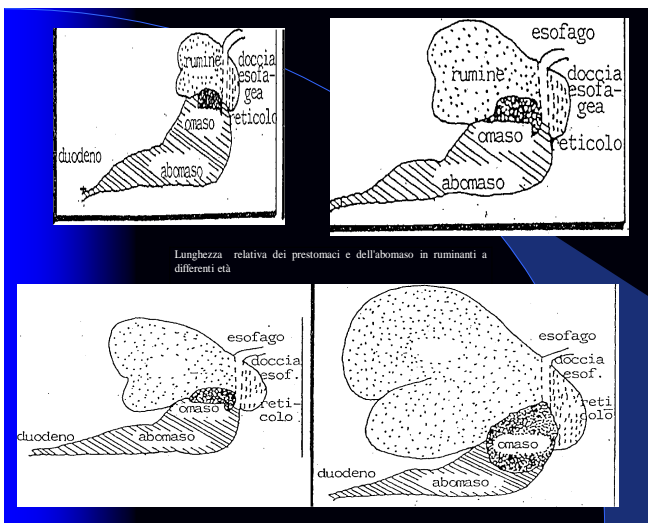 rumine
doccia
esofa-
gea
reticolo
omaso
duodeno
abomaso
esofago
rumine
doccia
esofa-
gea
omaso
reticolo
abomaso
Lunghezza relativa dei prestomaci e dell'abomaso in ruminanti a
differenti età
esofago
doccia
esof.
reti-
colo
omaso
duodeno
abomaso
esofago
doccia
esof.
reti
colo
omaso
duodeno
abomaso